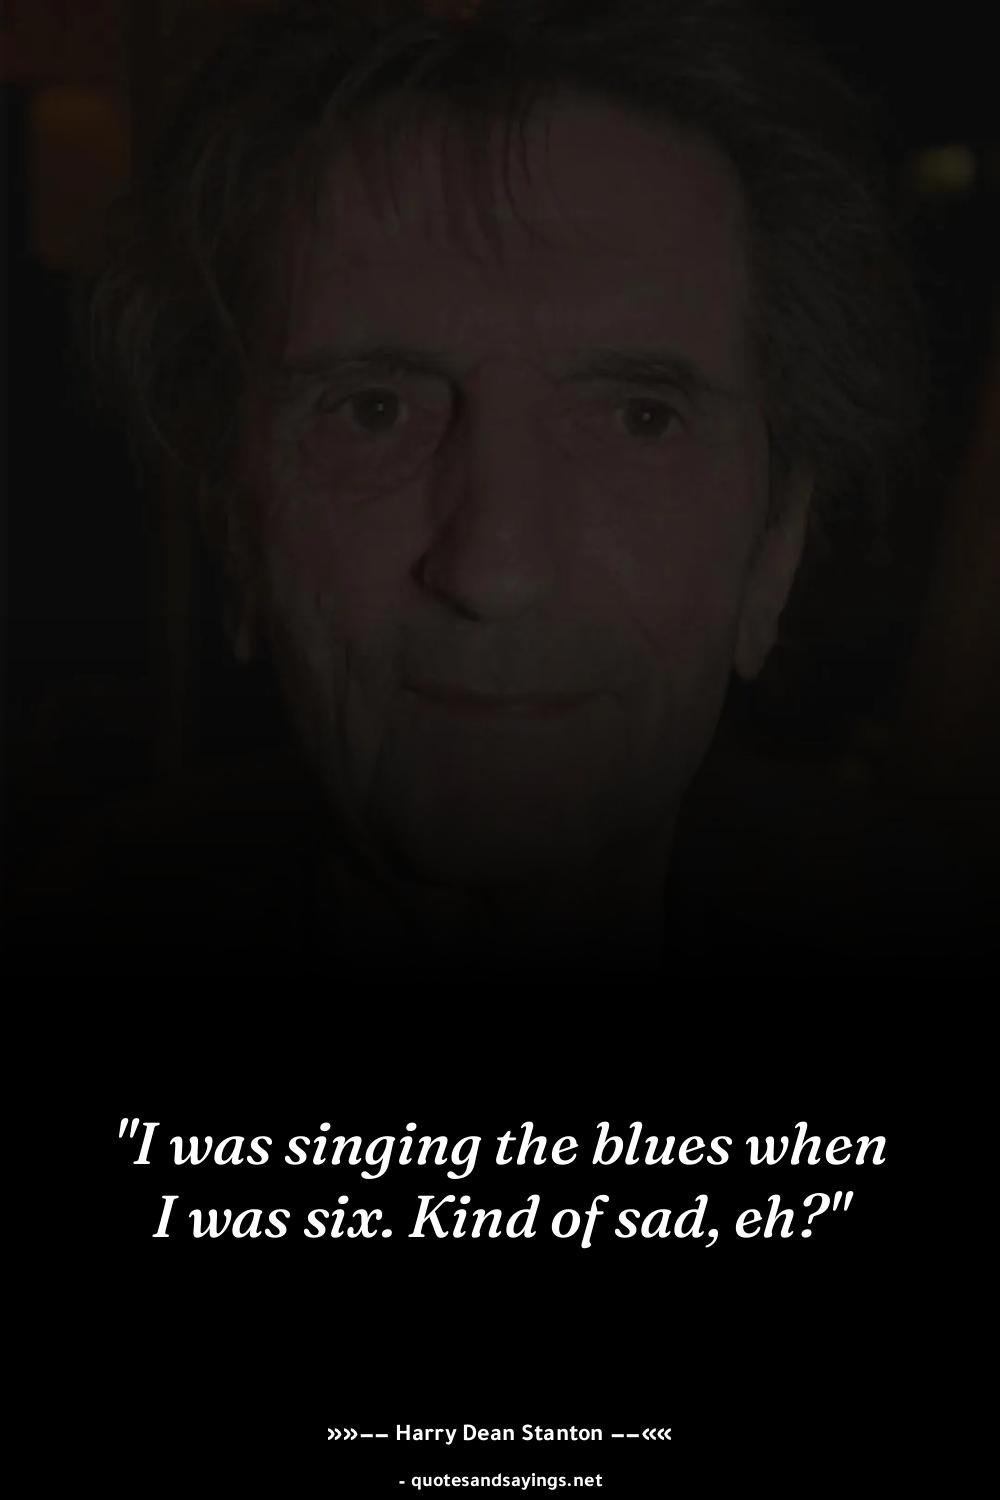 "I was singing the blues when
I was six. Kind of sad, eh?"
»»−− Harry Dean Stanton −−««
- quotesandsayings.net